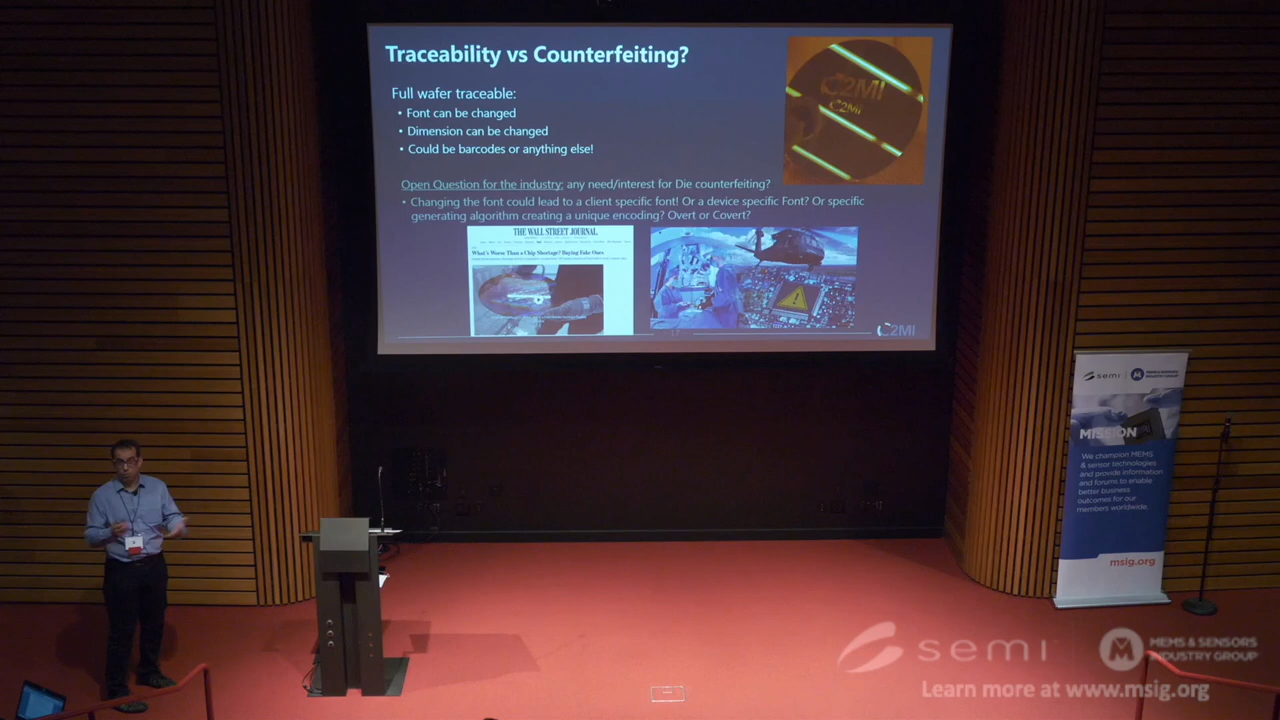 Traceability vs Counterfeiting?
C2MI
C2MI
Full wafer traceable:
• Font can be changed
• Dimension can be changed
• Could be barcodes or anything else!
Open Question for the industry: any need/interest for Die counterfeiting?
• Changing the font could lead to a client specific font! Or a device specific Font? Or specific
generating algorithm creating a unique encoding? Overt or Covert?
THE WALL STREET JOURNAL.
What's Worse Than a Chip Shortage? Buying Fake Ones
C2MI
semi
MEMS & SENSORS
INDUSTRY GROUP
MISSION
We champion MEMS
& sensor technologies
and provide information
and forums to enable
better business
outcomes for our
members worldwide.
msig.org
semi
MEMS & SENSORS
INDUSTRY GROUP
Learn more at www.msig.org